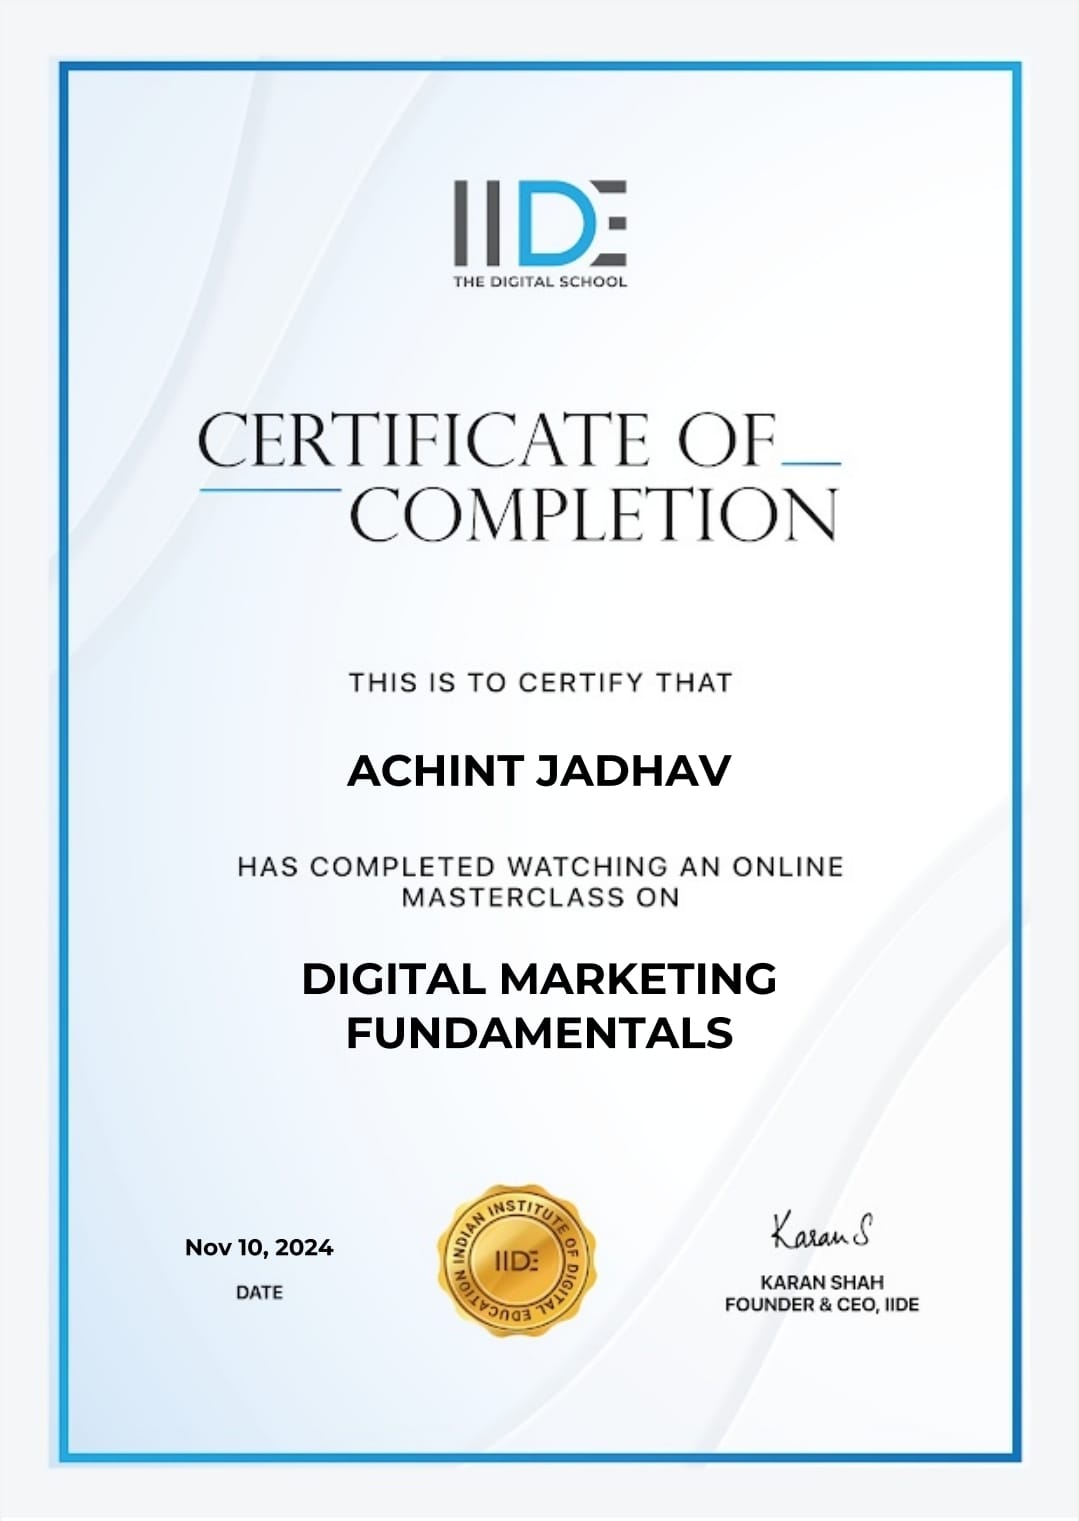 IIDE
THE DIGITAL SCHOOL
CERTIFICATE OF
COMPLETION
THIS IS TO CERTIFY THAT
ACHINT JADHAV
HAS COMPLETED WATCHING AN ONLINE
MASTERCLASS ON
DIGITAL MARKETING
FUNDAMENTALS
Nov 10, 2024
DATE
INDIAN INSTITUTE OF DIGITAL EDUCATION
IIDE
Karan S
KARAN SHAH
FOUNDER & CEO, IIDE